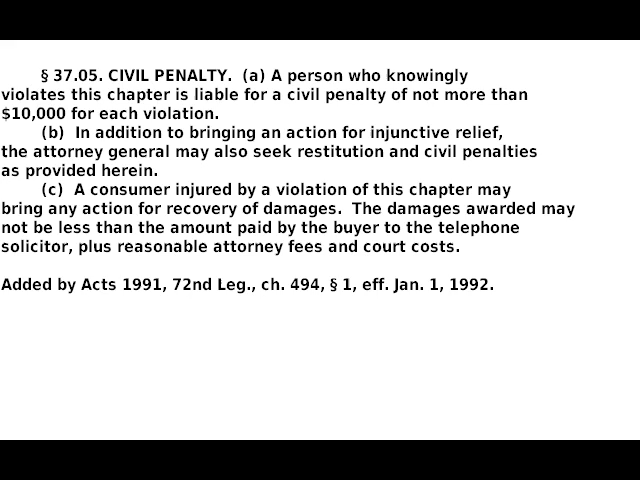 § 37.05. CIVIL PENALTY.  (a) A person who knowingly
violates this chapter is liable for a civil penalty of not more than
$10,000 for each violation.
(b)  In addition to bringing an action for injunctive relief,
the attorney general may also seek restitution and civil penalties
as provided herein.
(c)  A consumer injured by a violation of this chapter may
bring any action for recovery of damages.  The damages awarded may
not be less than the amount paid by the buyer to the telephone
solicitor, plus reasonable attorney fees and court costs.
Added by Acts 1991, 72nd Leg., ch. 494, § 1, eff. Jan. 1, 1992.